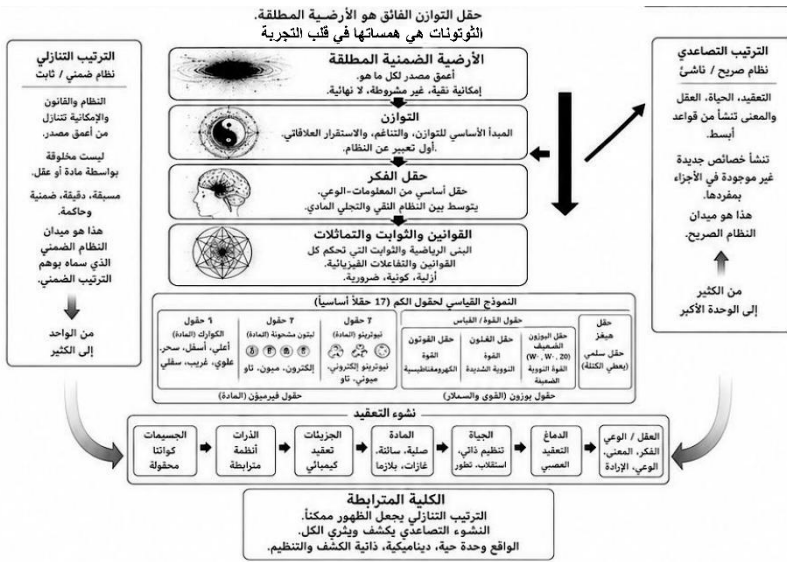 حقل التوازن الفائق هو الأرضية المطلقة.
الثوتونات هي همساتها في قلب التجربة
الترتيب التصاعدي
نظام صريح / ناشئ
التعقيد، الحياة، العقل
والمعنى تنشأ من قواعد
أبسط.
تنشأ خصائص جديدة
غير موجودة في الأجزاء
بمفردها.
هذا هو ميدان
النظام الصريح.
من الكثير
إلى الوحدة الأكبر
الأرضية الضمنية المطلقة
أعمق مصدر لكل ما هو.
إمكانية نقية، غير مشروطة، لا نهائية.
التوازن
المبدأ الأساسي للتوازن، والتناغم، والاستقرار العلاقاتي.
أول تعبير عن النظام.
حقل الفكر
حقل أساسي من المعلومات-الوعي.
يتوسط بين النظام النقي والتجلي المادي.
القوانين والثوابت والتماثلات
البنى الرياضية والثوابت التي تحكم كل
القوانين والتفاعلات الفيزيائية.
أزلية، كونية، ضرورية.
الترتيب التنازلي
نظام ضمني / ثابت
النظام والقانون
والإمكانية تتنازل
من أعمق مصدر.
ليست مخلوقة
بواسطة مادة أو عقل.
مسبقة، دقيقة، ضمنية
وحاكمة.
هذا هو ميدان
النظام الضمني
الذي سماه بوهم
الترتيب الضمني.
من الواحد
إلى الكثير
النموذج القياسي لحقول الكم (17 حقلاً أساسياً)
حقل
هيغز
حقل سلمي
(يعطي الكتلة)
حقول القوة / القياس
حقل البوزون
الضعيف
القوة النووية
الضعيفة
حقل الغلون
القوة
النووية الشديدة
حقل الفوتون
القوة
الكهرومغناطيسية
حقول بوزون (القوى والسملار)
حقول
نيوترينو (المادة)
نيوترينو إلكتروني،
ميوني، تاو
حقول
لبتون مشحونة (المادة)
إلكترون، ميون، تاو
٦ حقول
الكوارك (المادة)
أعلي، أسفل، سحر،
علوي، غريب، سفلي
حقول فيرميؤن (المادة)
نشوء التعقيد
الجسيمات
كوانتا
محقولة
الذرات
أنظمة
مترابطة
الجزيئات
تعقيد
كيميائي
المادة
صلبة، سائلة،
غازات، بلازما
الحياة
تنظيم ذاتي،
استقلاب، تطور
الدماغ
التعقيد
العصبي
العقل / الوعي
الفكر، المعنى،
الوعي، الإرادة
الكلية المترابطة
الترتيب التنازلي يجعل الظهور ممكناً.
النشوء التصاعدي يكشف ويثري الكل.
الواقع وحدة حية، ديناميكية، ذاتية الكشف والتنظيم.